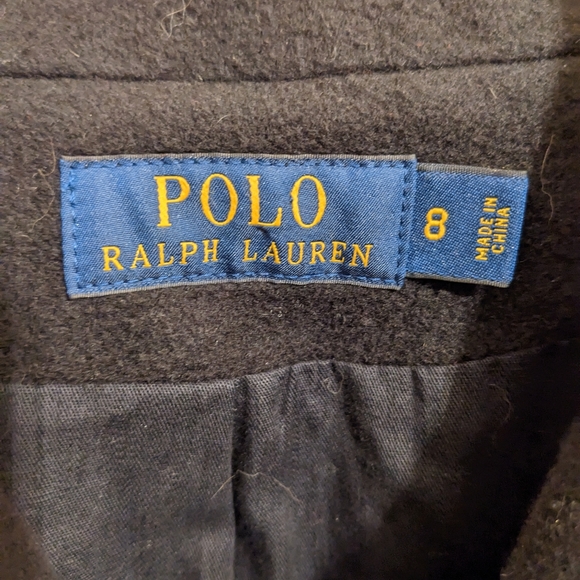 POLO
RALPH LAUREN
8
MADE IN
CHINA